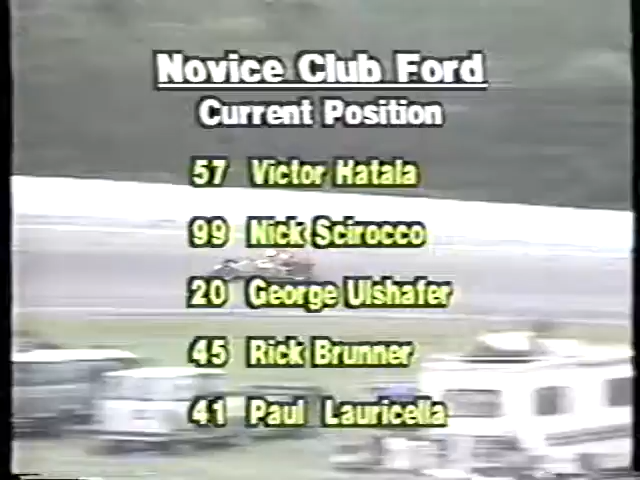 Novice Club Ford
Current Position
57 Victor Hatala
99 Nick Scirocco
20 George Ulshafer
45 Rick Brunner
41 Paul Lauricella